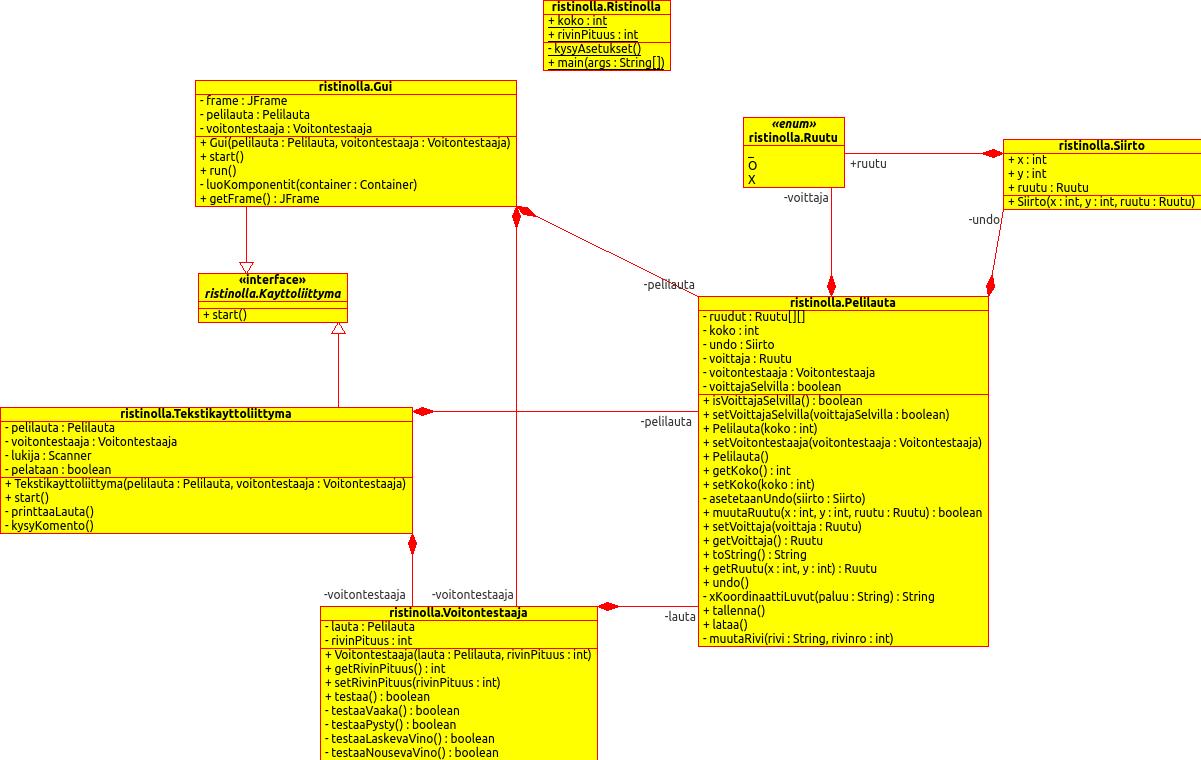 ristinolla.Ristinolla
+ koko : int
+ rivinPituus : int
- kysyAsetukset()
+ main(args : String[])
ristinolla.Gui
- frame : JFrame
- pelilauta : Pelilauta
- voitontestaaja : Voitontestaaja
+ Gui(pelilauta : Pelilauta, voitontestaaja : Voitontestaaja)
+ start()
+ run()
- luoKomponentit(container : Container)
+ getFrame() : JFrame
«enum»
ristinolla.Ruutu
_
O
X
+ruutu
-voittaja
ristinolla.Siirto
+ x : int
+ y : int
+ ruutu : Ruutu
+ Siirto(x : int, y : int, ruutu : Ruutu)
-undo
«interface»
ristinolla.Kayttoliittyma
+ start()
-pelilauta
ristinolla.Pelilauta
- ruudut : Ruutu[][]
- koko : int
- undo : Siirto
- voittaja : Ruutu
- voitontestaaja : Voitontestaaja
- voittajaSelvilla : boolean
+ isVoittajaSelvilla() : boolean
+ setVoittajaSelvilla(voittajaSelvilla : boolean)
+ Pelilauta(koko : int)
+ setVoitontestaaja(voitontestaaja : Voitontestaaja)
+ Pelilauta()
+ getKoko() : int
+ setKoko(koko : int)
- asetetaanUndo(siirto : Siirto)
+ muutaRuutu(x : int, y : int, ruutu : Ruutu) : boolean
+ setVoittaja(voittaja : Ruutu)
+ getVoittaja() : Ruutu
+ toString() : String
+ getRuutu(x : int, y : int) : Ruutu
+ undo()
- xKoordinaattiLuvut(paluu : String) : String
+ tallenna()
+ lataa()
- muutaRivi(rivi : String, rivinro : int)
ristinolla.Tekstikayttoliittyma
- pelilauta : Pelilauta
- voitontestaaja : Voitontestaaja
- lukija : Scanner
- pelataan : boolean
+ Tekstikayttoliittyma(pelilauta : Pelilauta, voitontestaaja : Voitontestaaja)
+ start()
- printtaaLauta()
- kysyKomento()
-pelilauta
-voitontestaaja
-voitontestaaja
-lauta
ristinolla.Voitontestaaja
- lauta : Pelilauta
- rivinPituus : int
+ Voitontestaaja(lauta : Pelilauta, rivinPituus : int)
+ getRivinPituus() : int
+ setRivinPituus(rivinPituus : int)
+ testaa() : boolean
- testaaVaaka() : boolean
- testaaPysty() : boolean
- testaaLaskevaVino() : boolean
- testaaNousevaVino() : boolean